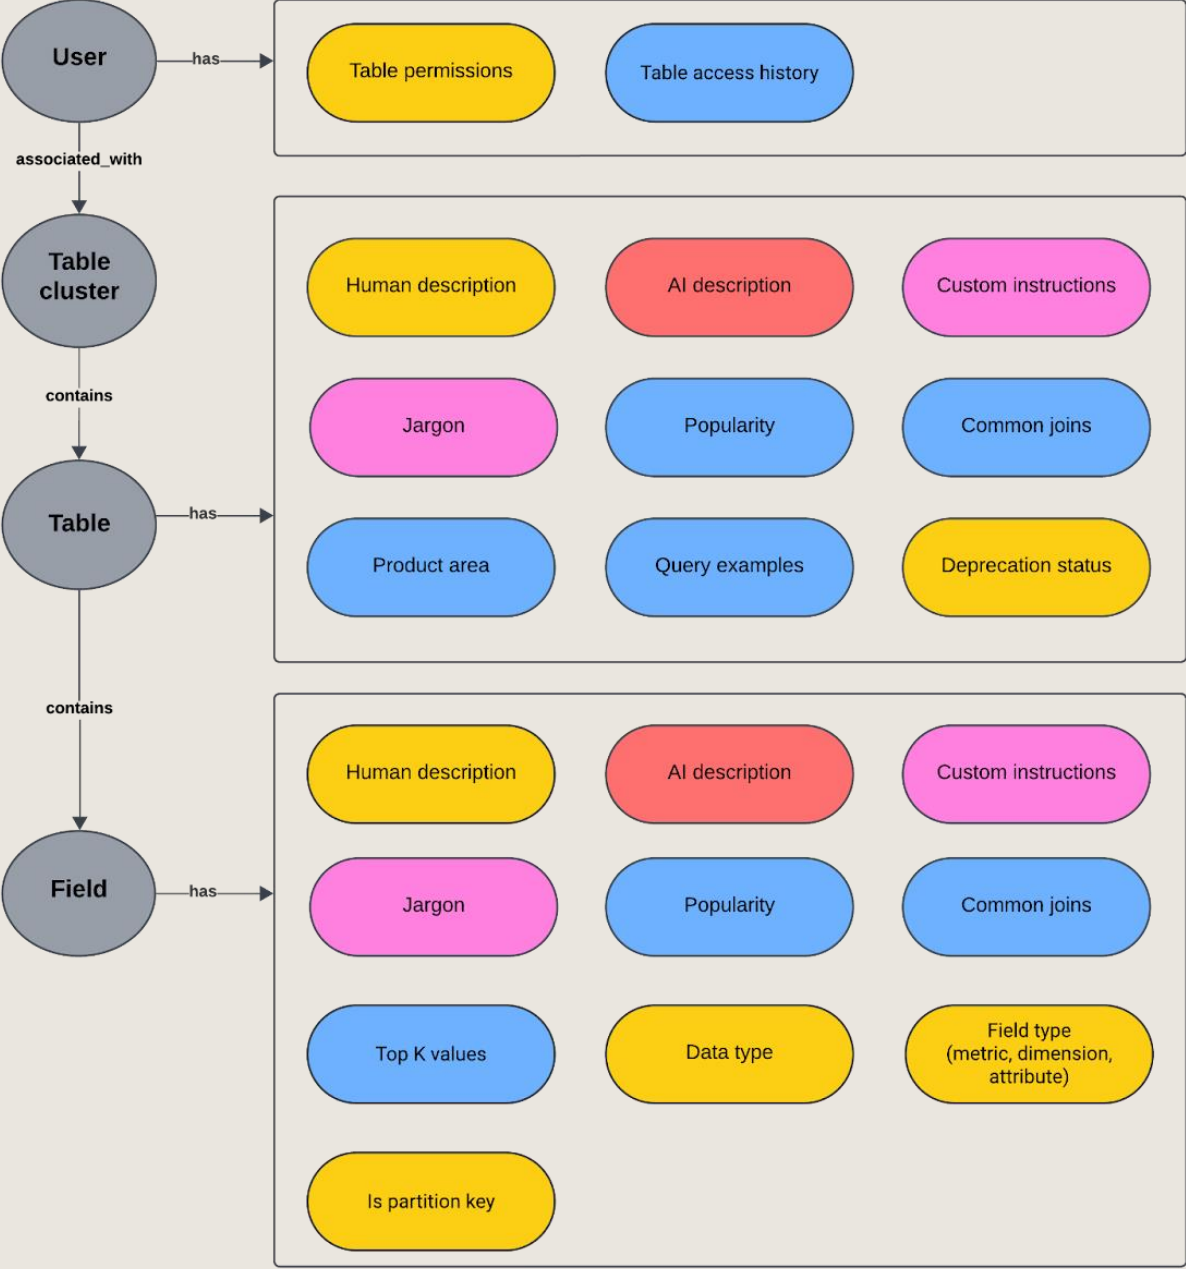 User
has
Table permissions
Table access history
associated_with
Table
cluster
contains
Table
has
Human description
AI description
Custom instructions
Jargon
Popularity
Common joins
Product area
Query examples
Deprecation status
contains
Field
has
Human description
AI description
Custom instructions
Jargon
Popularity
Common joins
Top K values
Data type
Field type
(metric, dimension,
attribute)
Is partition key